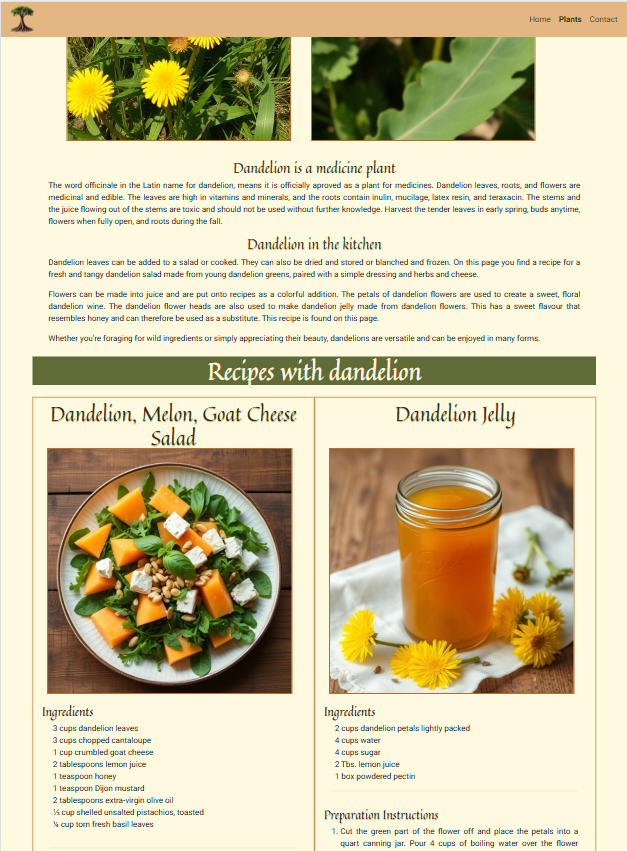 Home Plants Contact
Dandelion is a medicine plant
The word officinale in the Latin name for dandelion, means it is officially aproved as a plant for medicines. Dandelion leaves, roots, and flowers are
medicinal and edible. The leaves are high in vitamins and minerals, and the roots contain inulin, mucilage, latex resin, and teraxacin. The stems and
the juice flowing out of the stems are toxic and should not be used without further knowledge. Harvest the tender leaves in early spring, buds anytime,
flowers when fully open, and roots during the fall.
Dandelion in the kitchen
Dandelion leaves can be added to a salad or cooked. They can also be dried and stored or blanched and frozen. On this page you find a recipe for a
fresh and tangy dandelion salad made from young dandelion greens, paired with a simple dressing and herbs and cheese.
Flowers can be made into juice and are put onto recipes as a colorful addition. The petals of dandelion flowers are used to create a sweet, floral
dandelion wine. The dandelion flower heads are also used to make dandelion jelly made from dandelion flowers. This has a sweet flavour that
resembles honey and can therefore be used as a substitute. This recipe is found on this page.
Whether you're foraging for wild ingredients or simply appreciating their beauty, dandelions are versatile and can be enjoyed in many forms.
Recipes with dandelion
Dandelion, Melon, Goat Cheese
Salad
Ingredients
3 cups dandelion leaves
3 cups chopped cantaloupe
1 cup crumbled goat cheese
2 tablespoons lemon juice
1 teaspoon honey
1 teaspoon Dijon mustard
2 tablespoons extra-virgin olive oil
⅓ cup shelled unsalted pistachios, toasted
¼ cup torn fresh basil leaves
Dandelion Jelly
Ingredients
2 cups dandelion petals lightly packed
4 cups water
4 cups sugar
2 Tbs. lemon juice
1 box powdered pectin
Preparation Instructions
1. Cut the green part of the flower off and place the petals into a
quart canning jar. Pour 4 cups of boiling water over the flower